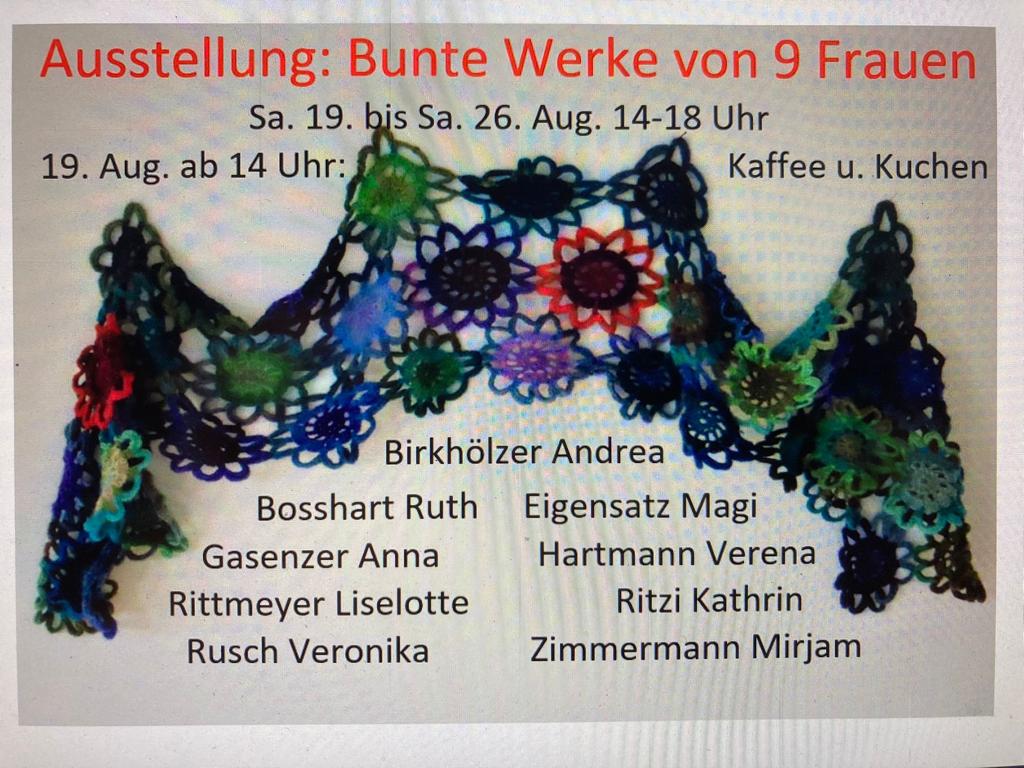 Ausstellung: Bunte Werke von 9 Frauen
Sa. 19. bis Sa. 26. Aug. 14-18 Uhr
19. Aug. ab 14 Uhr: Kaffee u. Kuchen
Birkhölzer Andrea
Bosshart Ruth Eigensatz Magi
Gasenzer Anna Hartmann Verena
Rittmeyer Liselotte Ritzi Kathrin
Rusch Veronika Zimmermann Mirjam